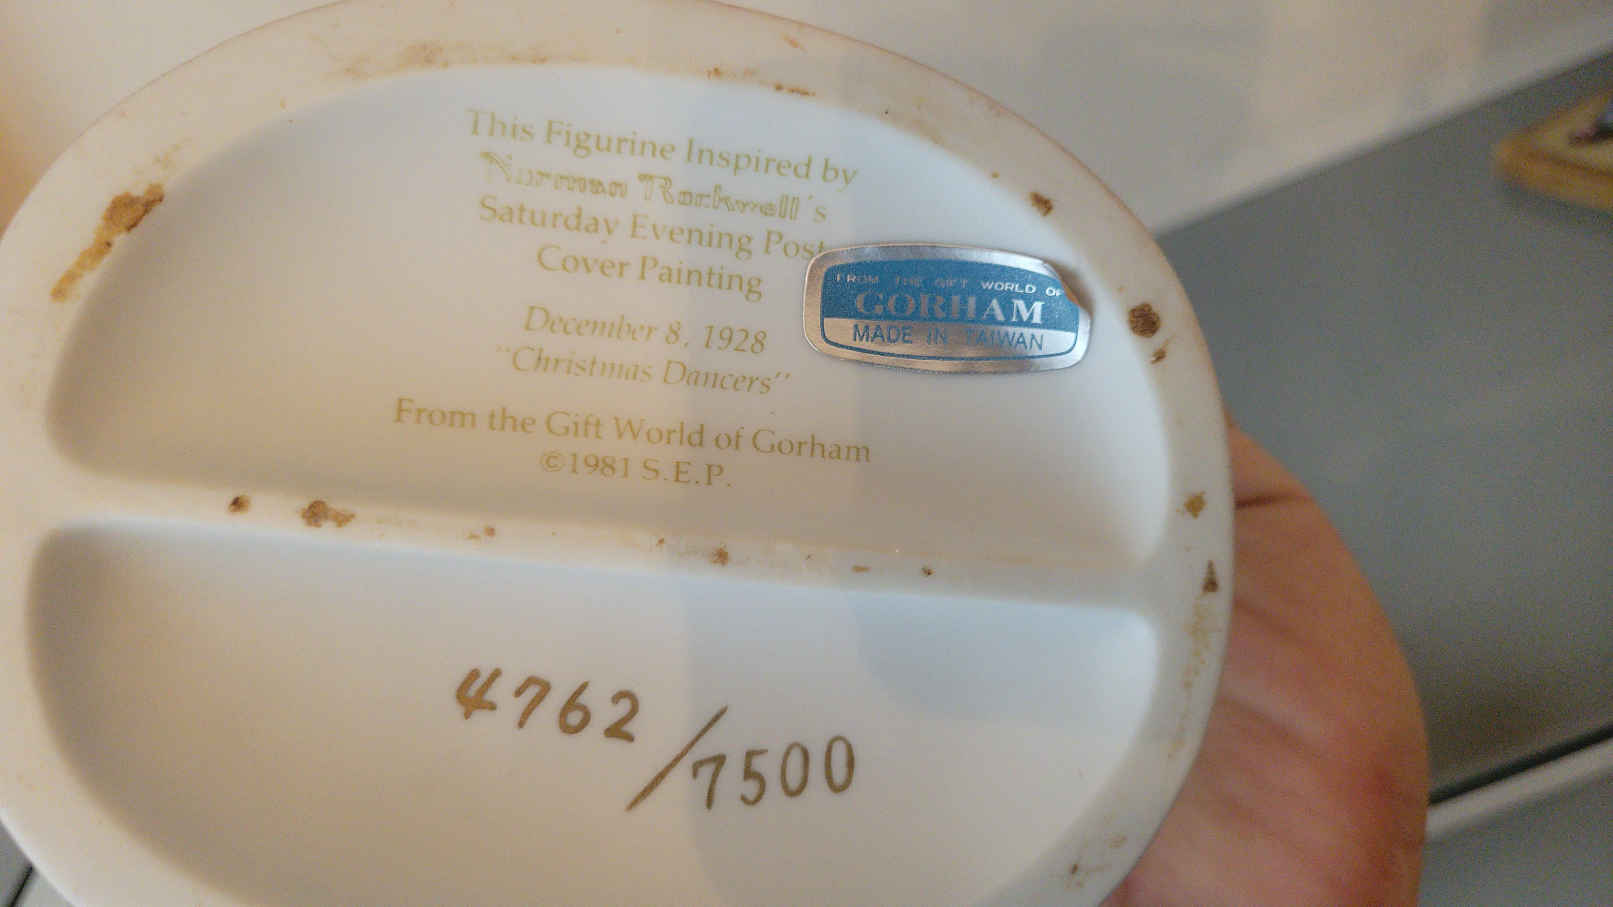 This Figurine Inspired by
Norman Rockwell's
Saturday Evening Post
Cover Painting
December 8, 1928
"Christmas Dancers"
From the Gift World of Gorham
©1981 S.E.P.
FROM THE GIFT WORLD OF
GORHAM
MADE IN TAIWAN
4762/7500